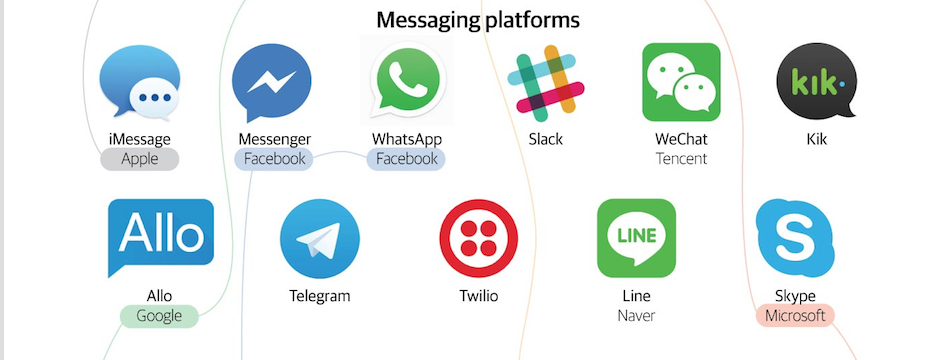 Messaging platforms
kik.
iMessage
Apple
Messenger
Facebook
WhatsApp
Facebook
Slack
WeChat
Tencent
Kik
Allo
LINE
S
Allo
Google
Telegram
Twilio
Line
Naver
Skype
Microsoft